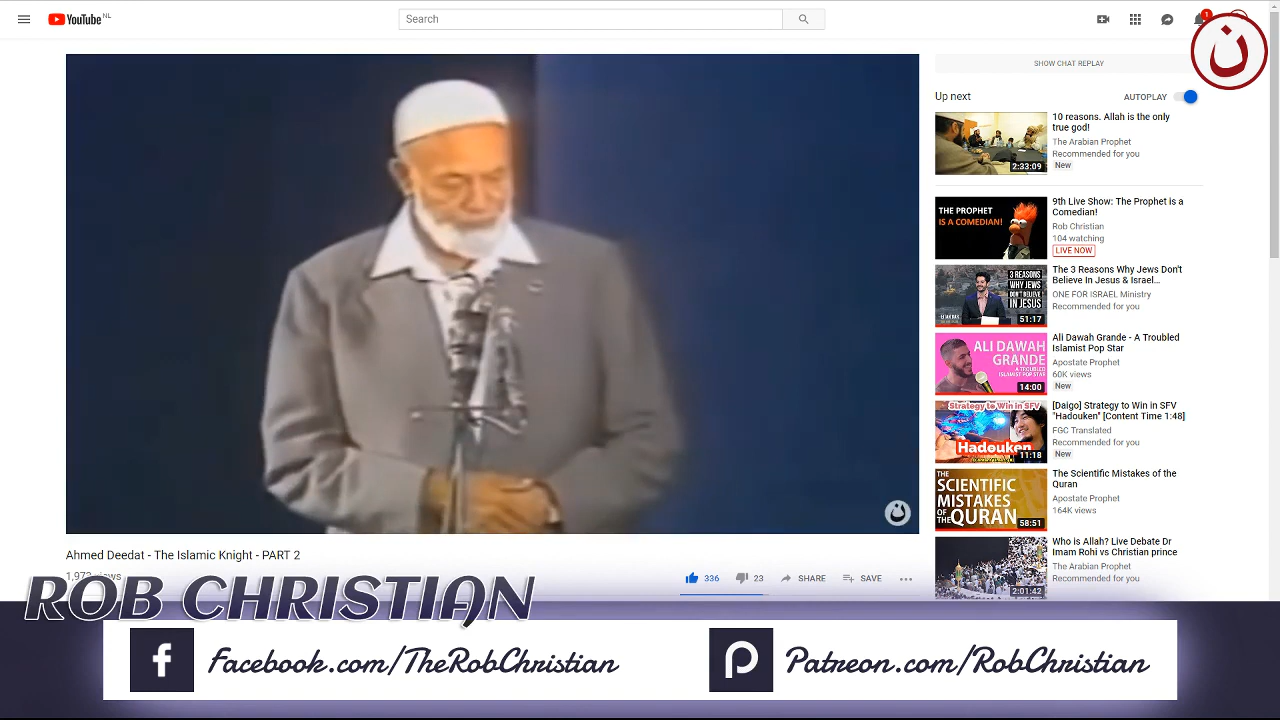 YouTube NL
Search
1
ن
SHOW CHAT REPLAY
Up next
AUTOPLAY
10 reasons. Allah is the only
true god!
The Arabian Prophet
Recommended for you
New
2:33:09
THE PROPHET
IS A COMEDIAN!
9th Live Show: The Prophet is a
Comedian!
Rob Christian
104 watching
LIVE NOW
3 REASONS
WHY JEWS
DON'T BELIEVE
IN JESUS
51:17
The 3 Reasons Why Jews Don't
Believe In Jesus & Israel...
ONE FOR ISRAEL Ministry
Recommended for you
ALI DAWAH
GRANDE
A TROUBLED
ISLAMIST POP STAR
14:00
Ali Dawah Grande - A Troubled
Islamist Pop Star
Apostate Prophet
60K views
New
Strategy to Win in SFV
Hadouken
11:18
[Daigo] Strategy to Win in SFV
"Hadouken" [Content Time 1:48]
FGC Translated
Recommended for you
New
THE
SCIENTIFIC
MISTAKES
OF THE QURAN
58:51
The Scientific Mistakes of the
Quran
Apostate Prophet
164K views
2:01:42
Who is Allah? Live Debate Dr
Imam Rohi vs Christian prince
The Arabian Prophet
Recommended for you
ن
Ahmed Deedat - The Islamic Knight - PART 2
views
336
23
SHARE
SAVE
ROB CHRISTIAN
Facebook.com/TheRobChristian
Patreon.com/RobChristian